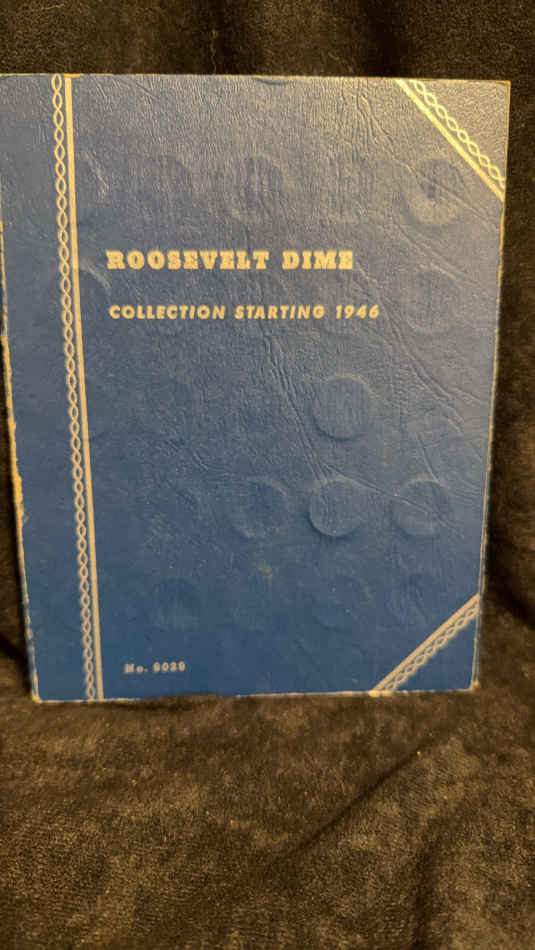 ROOSEVELT DIME
COLLECTION STARTING 1946
No. 9029